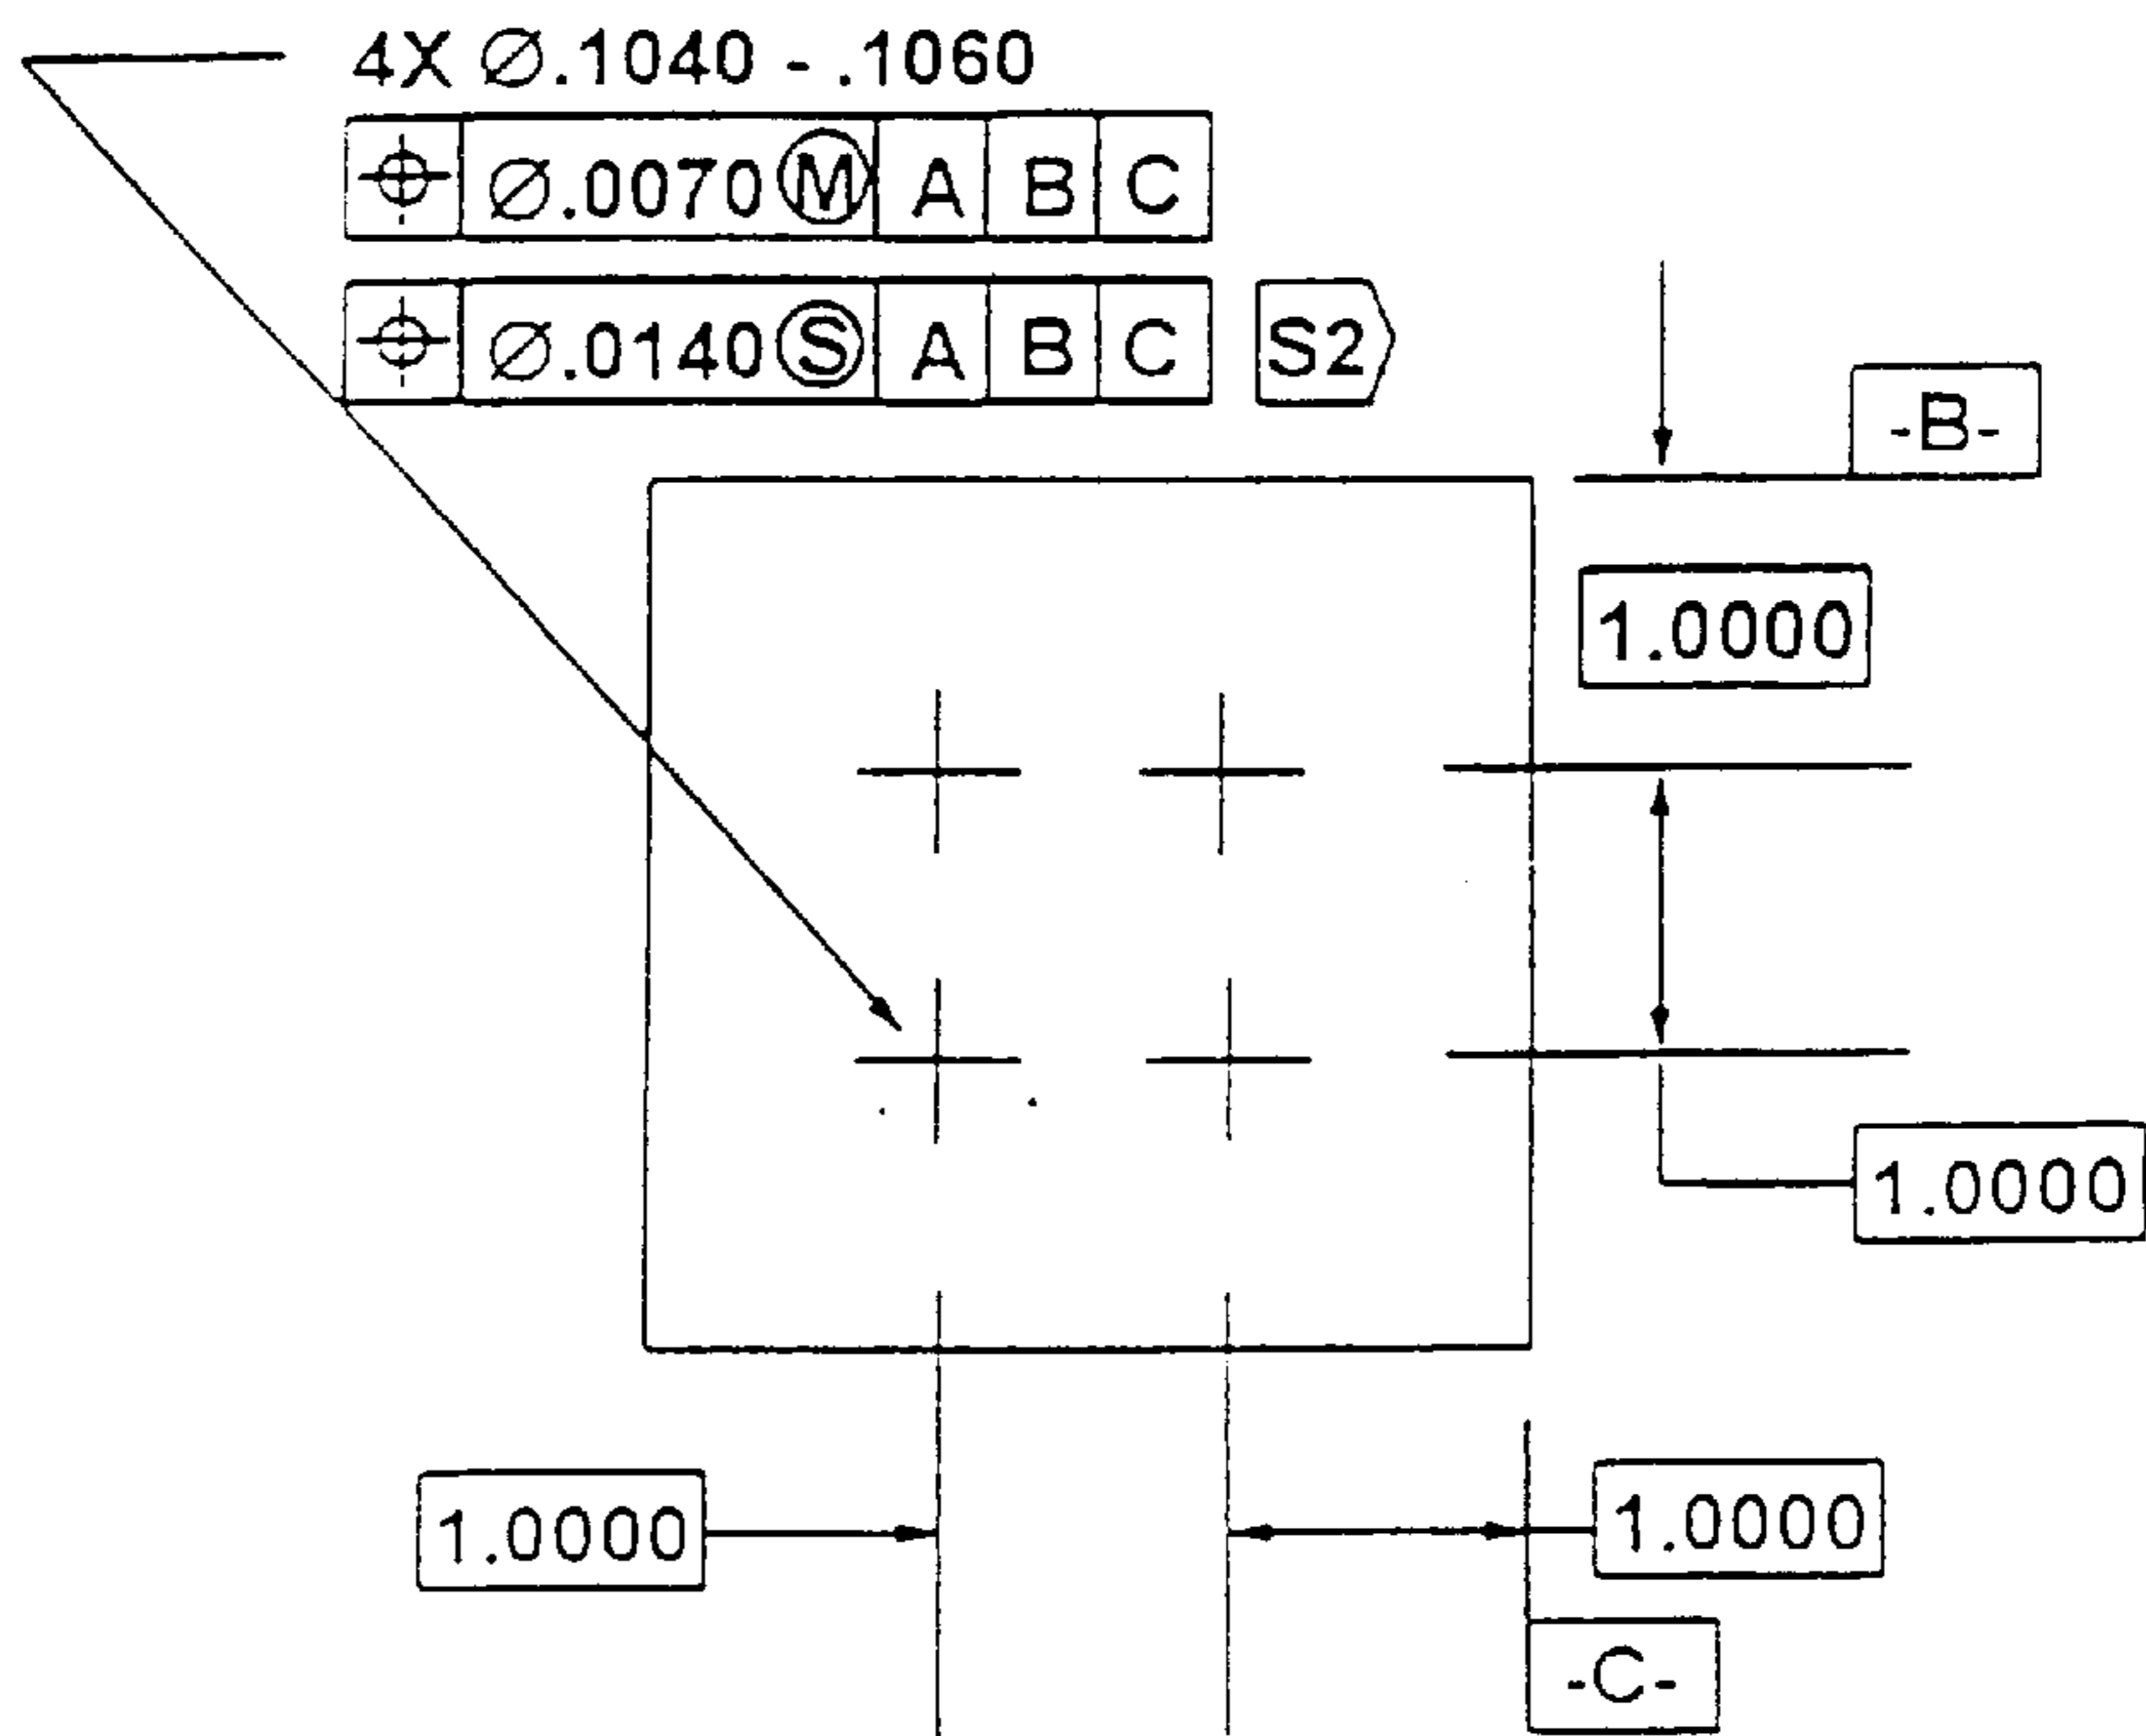 4X Ø.1040 - .1060
⌖ Ø.0070 Ⓜ A B C
⌖ Ø.0140 Ⓢ A B C S2
-B-
1.0000
1.0000
1.0000 1.0000
-C-